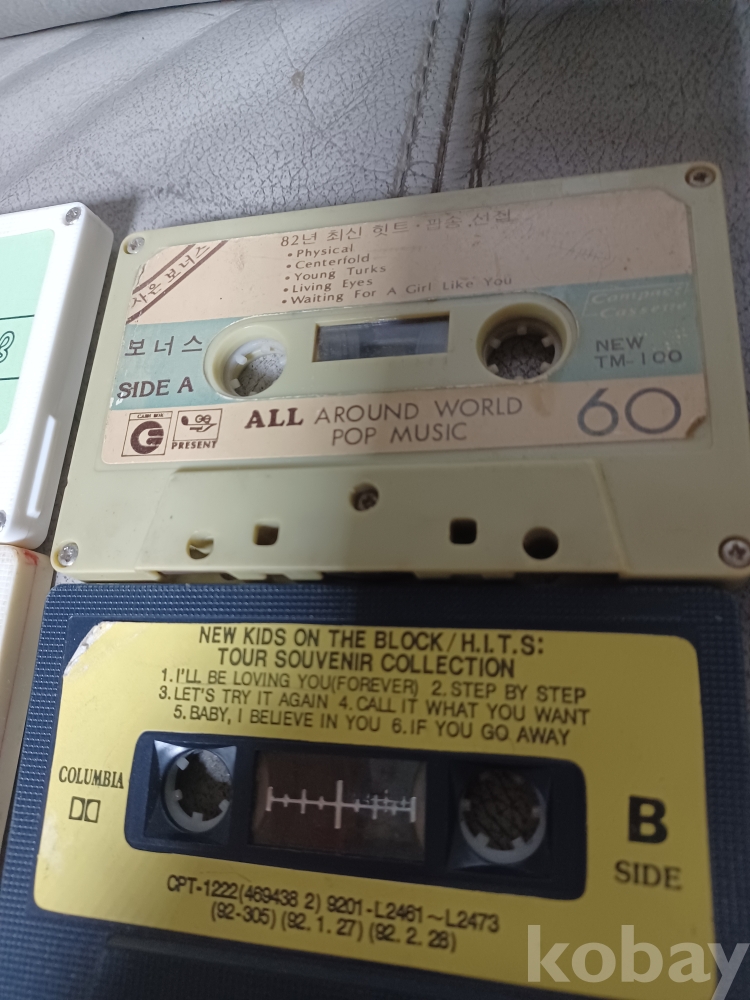 82년 최신 힛트 · 팝송 선집
• Physical
• Centerfold
• Young Turks
• Living Eyes
• Waiting For A Girl Like You
사은 보너스
Compact
Cassette
보너스
NEW
TM-100
SIDE A
60
PRESENT
ALL AROUND WORLD
POP MUSIC
NEW KIDS ON THE BLOCK/H.I.T.S:
TOUR SOUVENIR COLLECTION
1.I'LL BE LOVING YOU(FOREVER) 2.STEP BY STEP
3.LET'S TRY IT AGAIN 4.CALL IT WHAT YOU WANT
5.BABY, I BELIEVE IN YOU 6.IF YOU GO AWAY
COLUMBIA
B
SIDE
CPT-1222(469438 2) 9201-L2461~L2473
(92-305) (92. 1. 27) (92. 2. 28)
kobay